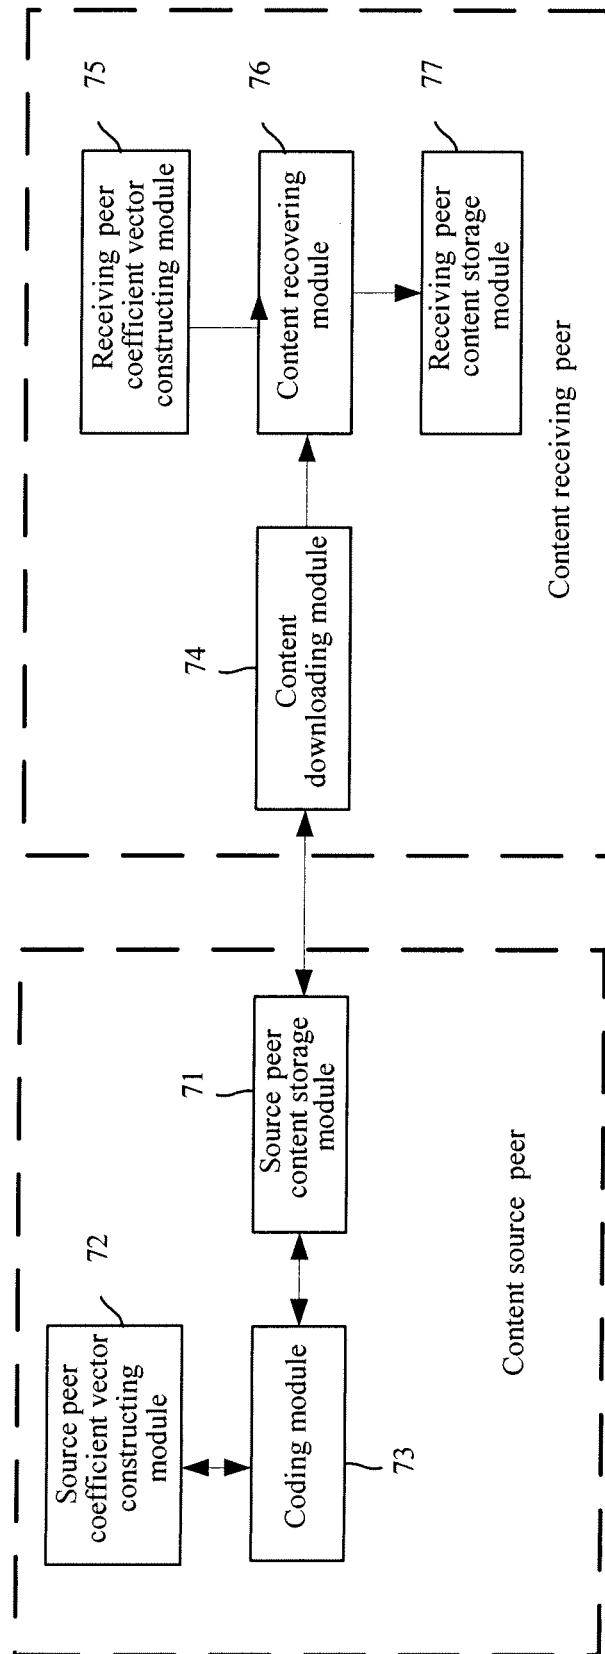 Source peer
coefficient vector
constructing
module
72
Coding module
73
Source peer
content storage
module
71
Content source peer
Content
downloading module
74
Receiving peer
coefficient vector
constructing module
75
Content recovering
module
76
Receiving peer
content storage
module
77
Content receiving peer